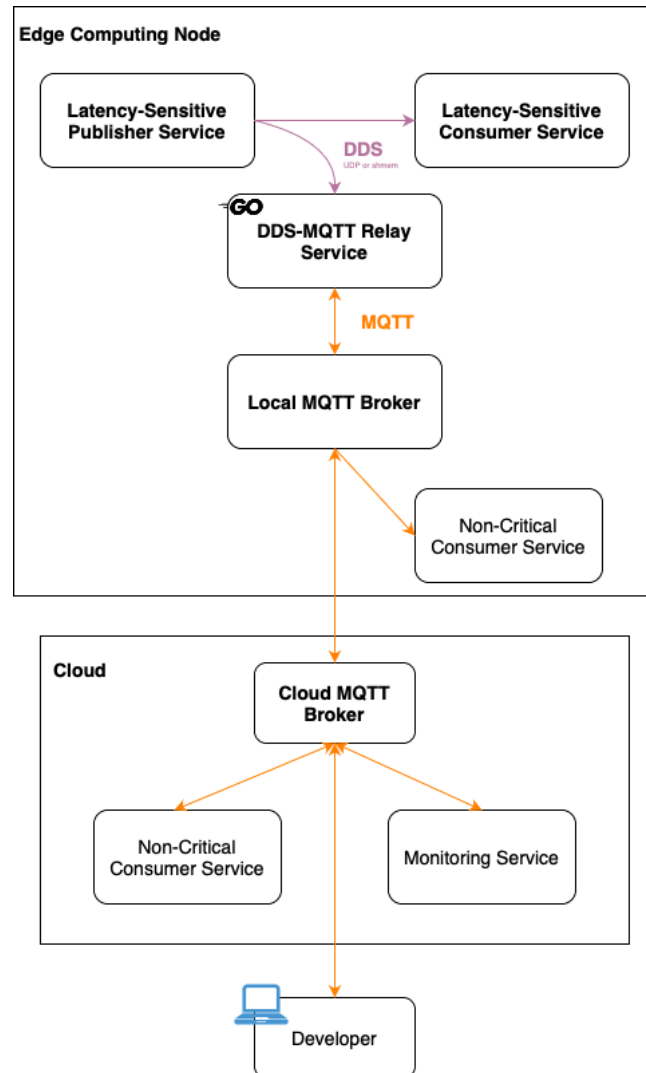 Edge Computing Node
Latency-Sensitive
Publisher Service
Latency-Sensitive
Consumer Service
DDS
UDP or shmem
GO
DDS-MQTT Relay
Service
MQTT
Local MQTT Broker
Non-Critical
Consumer Service
Cloud
Cloud MQTT
Broker
Non-Critical
Consumer Service
Monitoring Service
Developer